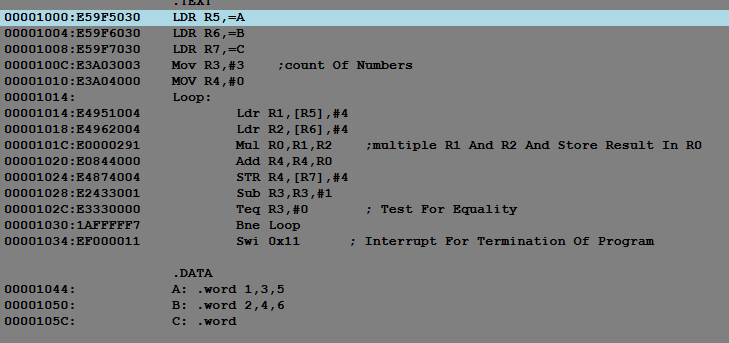 .TEXT
00001000:E59F5030 LDR R5,=A
00001004:E59F6030 LDR R6,=B
00001008:E59F7030 LDR R7,=C
0000100C:E3A03003 Mov R3,#3 ;count Of Numbers
00001010:E3A04000 MOV R4,#0
00001014: Loop:
00001014:E4951004 Ldr R1,[R5],#4
00001018:E4962004 Ldr R2,[R6],#4
0000101C:E0000291 Mul R0,R1,R2 ;multiple R1 And R2 And Store Result In R0
00001020:E0844000 Add R4,R4,R0
00001024:E4874004 STR R4,[R7],#4
00001028:E2433001 Sub R3,R3,#1
0000102C:E3330000 Teq R3,#0 ; Test For Equality
00001030:1AFFFFF7 Bne Loop
00001034:EF000011 Swi 0x11 ; Interrupt For Termination Of Program
.DATA
00001044: A: .word 1,3,5
00001050: B: .word 2,4,6
0000105C: C: .word